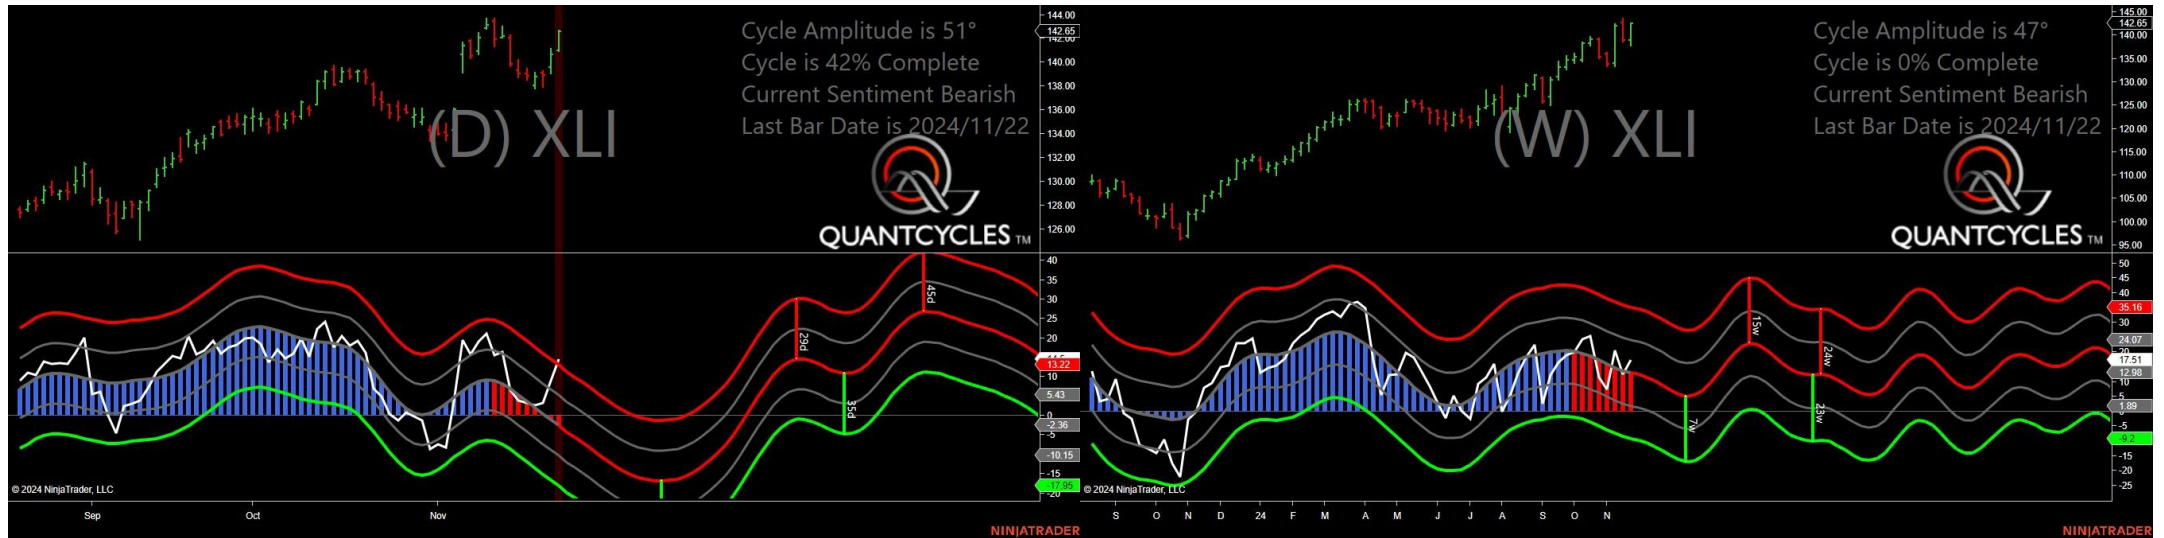 Cycle Amplitude is 51°
Cycle is 42% Complete
Current Sentiment Bearish
Last Bar Date is 2024/11/22
(D) XLI
QUANTCYCLES TM
144.00
142.65
142.00
140.00
138.00
136.00
134.00
132.00
130.00
128.00
126.00
40
35
30
25
20
13.22
10
5.43
0
-2.36
-5
-10.15
-15
-17.95
-20
29d
35d
45d
© 2024 NinjaTrader, LLC
Sep Oct Nov
NINJATRADER
Cycle Amplitude is 47°
Cycle is 0% Complete
Current Sentiment Bearish
Last Bar Date is 2024/11/22
(W) XLI
QUANTCYCLES TM
145.00
142.65
140.00
135.00
130.00
125.00
120.00
115.00
110.00
105.00
100.00
95.00
50
45
40
35.16
30
24.07
20
17.51
12.98
10
5
1.89
-5
-9.2
-15
-20
-25
7w
15w
23w
24w
© 2024 NinjaTrader, LLC
S O N D 24 F M A M J J A S O N
NINJATRADER